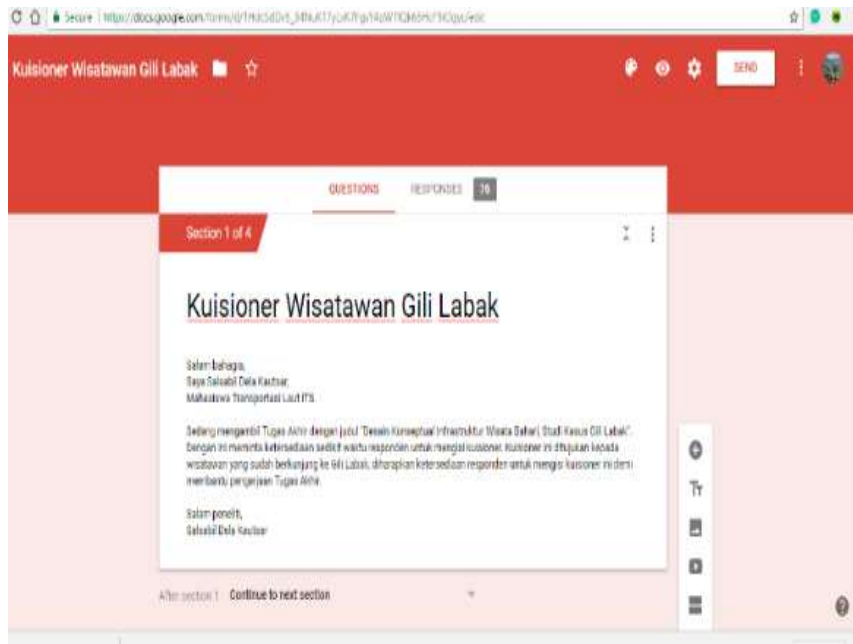 Secure
Kuisioner Wisatawan Gili Labak
SEND
QUESTIONS RESPONSES
Section 1 of 4
Kuisioner Wisatawan Gili Labak
Salam bahagia,
Saya Salsabil Dela Kautsar,
Mahasiswa Transportasi Laut ITS.
Sedang mengambil Tugas Akhir dengan judul "Desain Konseptual Infrastruktur Wisata Bahari, Studi Kasus Gili Labak".
Dengan ini meminta ketersediaan sedikit waktu responden untuk mengisi kuisioner. Kuisioner ini ditujukan kepada
wisatawan yang sudah berkunjung ke Gili Labak, diharapkan ketersediaan responden untuk mengisi kuisioner ini demi
membantu pengerjaan Tugas Akhir.
Salam peneliti,
Salsabil Dela Kautsar
After section 1 Continue to next section